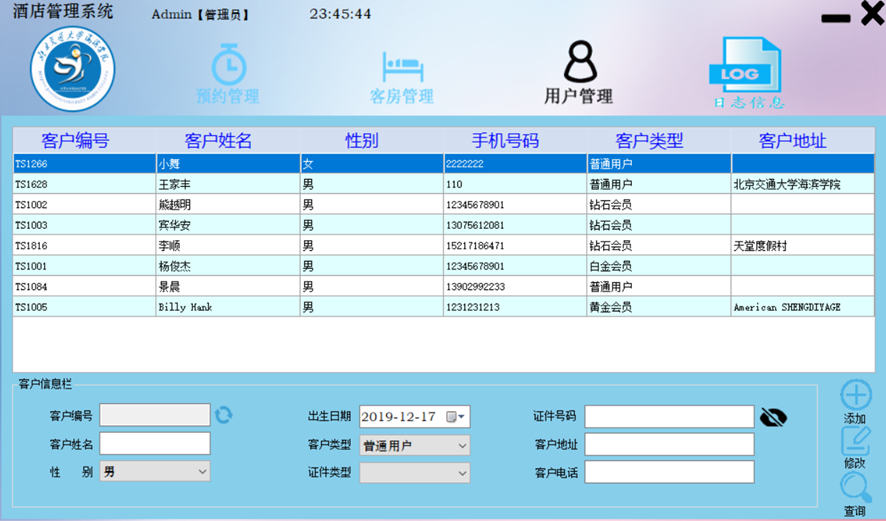 酒店管理系统 Admin【管理员】 23:45:44
预约管理 客房管理 用户管理 LOG 日志信息
客户编号 客户姓名 性别 手机号码 客户类型 客户地址
TS1266 小舞 女 2222222 普通用户
TS1628 王家丰 男 110 普通用户 北京交通大学海滨学院
TS1002 熊越明 男 12345678901 钻石会员
TS1003 宾华安 男 13075612081 钻石会员
TS1816 李顺 男 15217186471 钻石会员 天堂度假村
TS1001 杨俊杰 男 12345678901 白金会员
TS1084 景晨 男 13902992233 普通用户
TS1005 Billy Hank 男 1231231213 黄金会员 American SHENGDIYAGE
客户信息栏
客户编号 出生日期 2019-12-17 证件号码 添加
客户姓名 客户类型 普通用户 客户地址 修改
性 别 男 证件类型 客户电话 查询